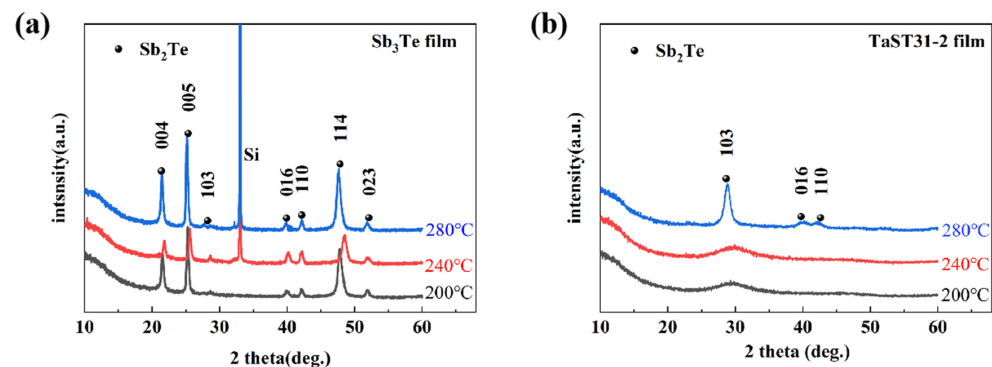 (a)
Sb₂Te
Sb₃Te film
004
005
103
Si
016
110
114
023
280°C
240°C
200°C
intsnsity(a.u.)
10 20 30 40 50 60
2 theta(deg.)
(b)
Sb₂Te
TaST31-2 film
103
016
110
280°C
240°C
200°C
intensity(a.u.)
10 20 30 40 50 60
2 theta (deg.)